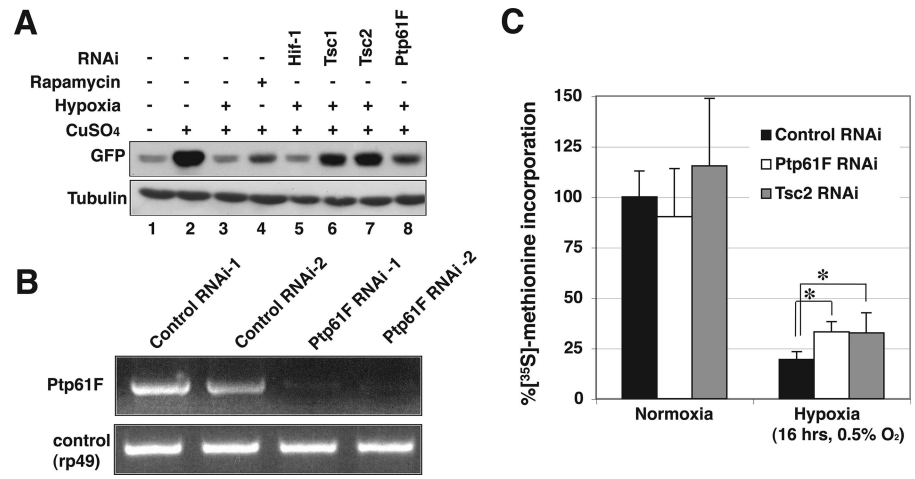 A
RNAi - - - - Hif-1 Tsc1 Tsc2 Ptp61F
Rapamycin - - - + - - - -
Hypoxia - - + - + + + +
CuSO4 - + + + + + + +
GFP
Tubulin
1 2 3 4 5 6 7 8
B
Control RNAi-1
Control RNAi-2
Ptp61F RNAi -1
Ptp61F RNAi -2
Ptp61F
control
(rp49)
C
%[35S]-methionine incorporation
150
125
100
75
50
25
0
Control RNAi
Ptp61F RNAi
Tsc2 RNAi
*
*
Normoxia
Hypoxia
(16 hrs, 0.5% O2)